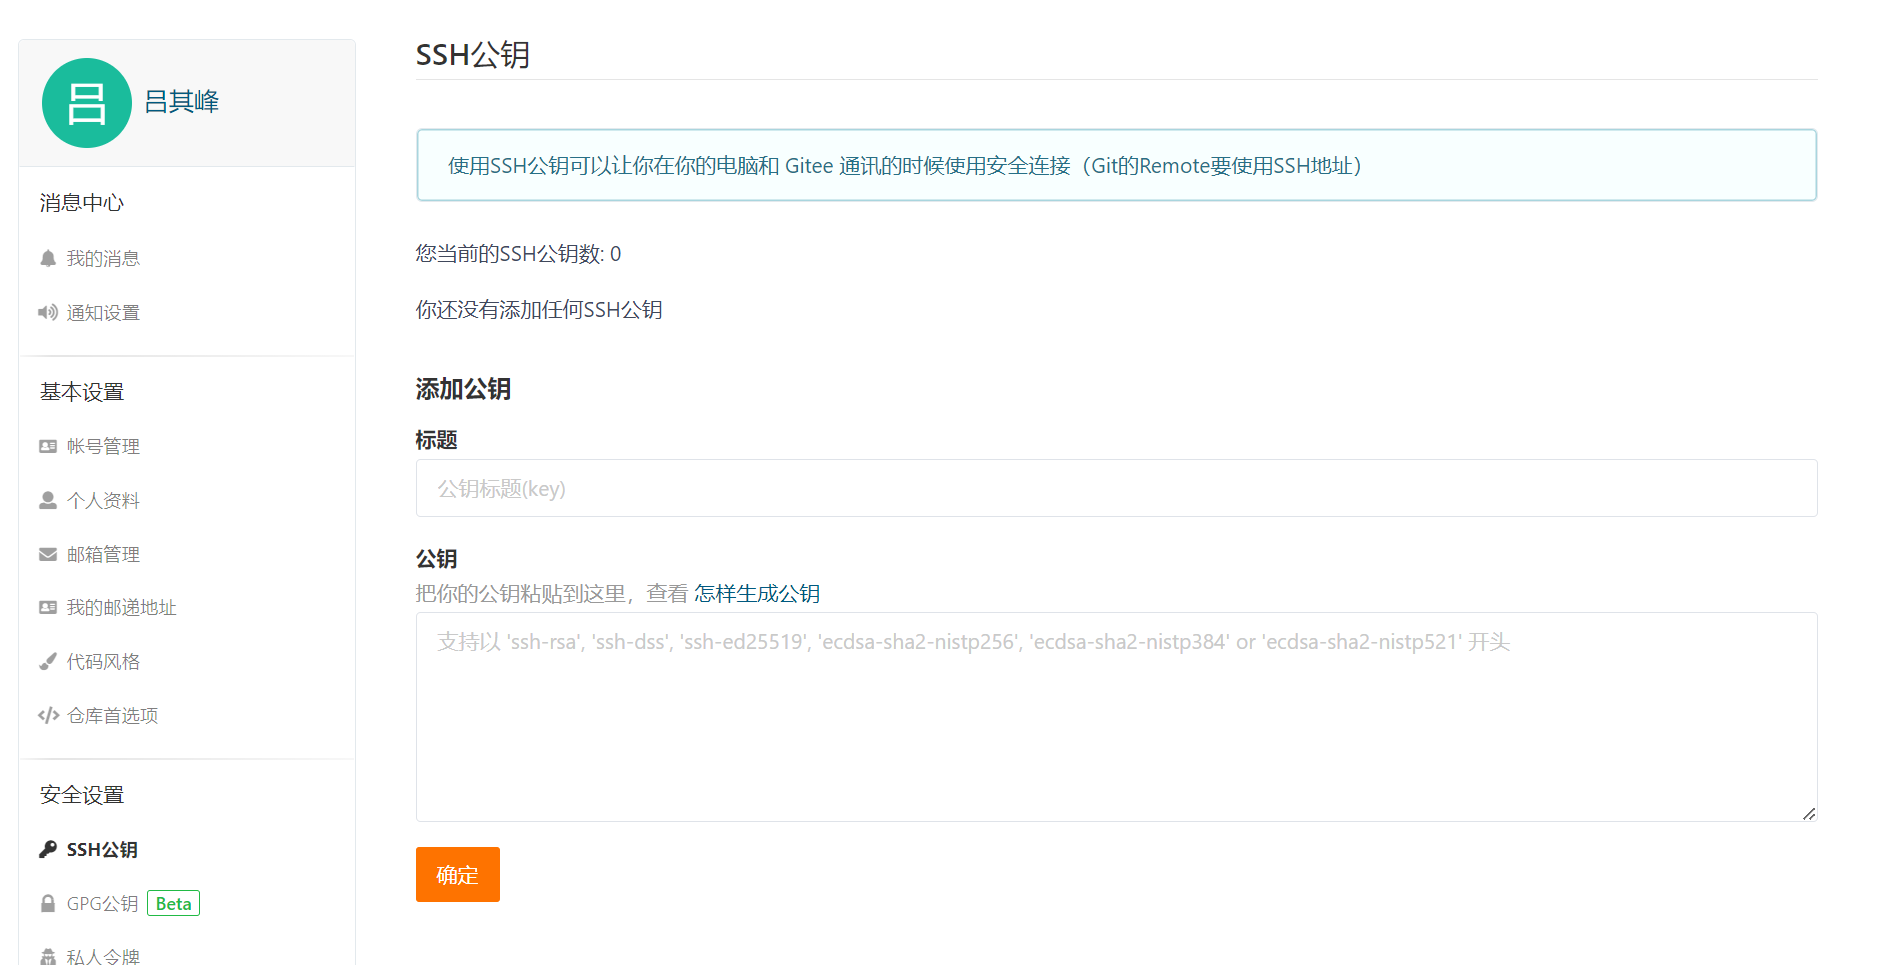 吕
吕其峰
消息中心
我的消息
通知设置
基本设置
帐号管理
个人资料
邮箱管理
我的邮递地址
代码风格
仓库首选项
安全设置
SSH公钥
GPG公钥 Beta
私人令牌
SSH公钥
使用SSH公钥可以让你在你的电脑和 Gitee 通讯的时候使用安全连接（Git的Remote要使用SSH地址）
您当前的SSH公钥数: 0
你还没有添加任何SSH公钥
添加公钥
标题
公钥标题(key)
公钥
把你的公钥粘贴到这里，查看 怎样生成公钥
支持以 'ssh-rsa', 'ssh-dss', 'ssh-ed25519', 'ecdsa-sha2-nistp256', 'ecdsa-sha2-nistp384' or 'ecdsa-sha2-nistp521' 开头
确定